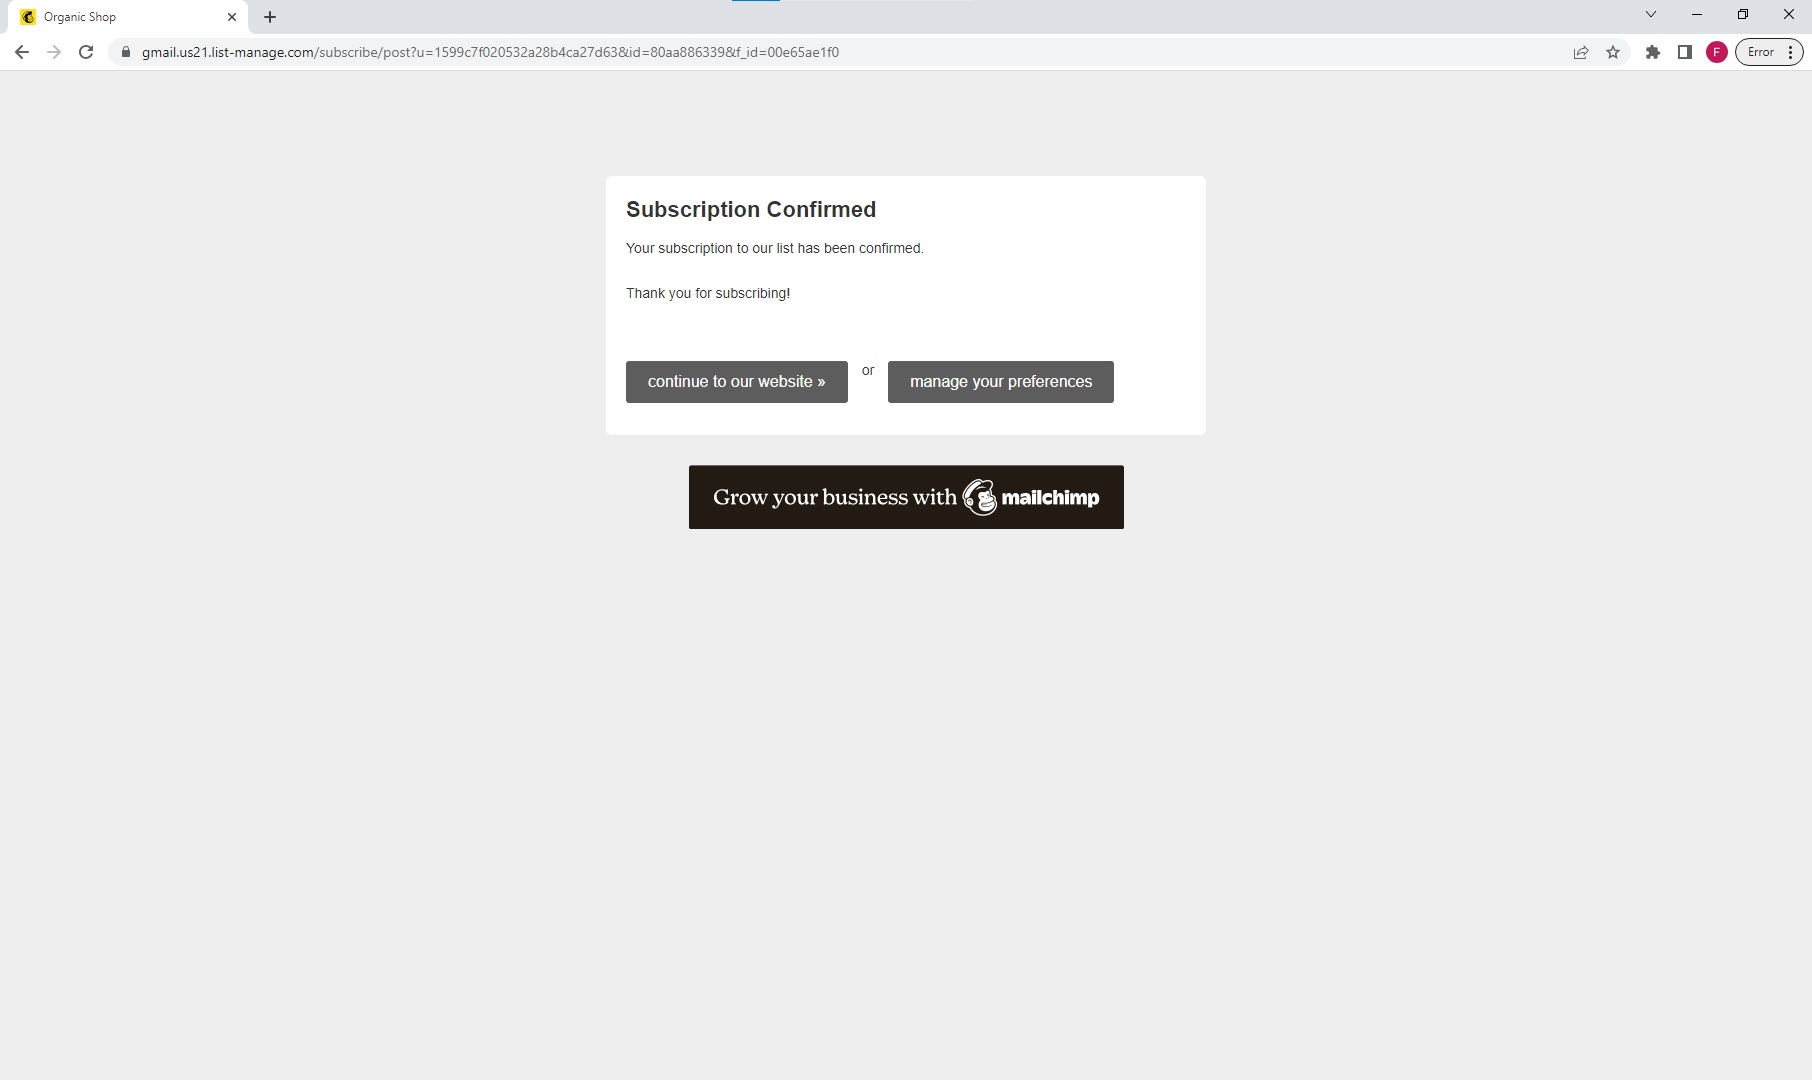 Organic Shop
gmail.us21.list-manage.com/subscribe/post?u=1599c7f020532a28b4ca27d63&id=80aa886339&f_id=00e65ae1f0
F
Error
Subscription Confirmed
Your subscription to our list has been confirmed.
Thank you for subscribing!
continue to our website » or manage your preferences
Grow your business with mailchimp